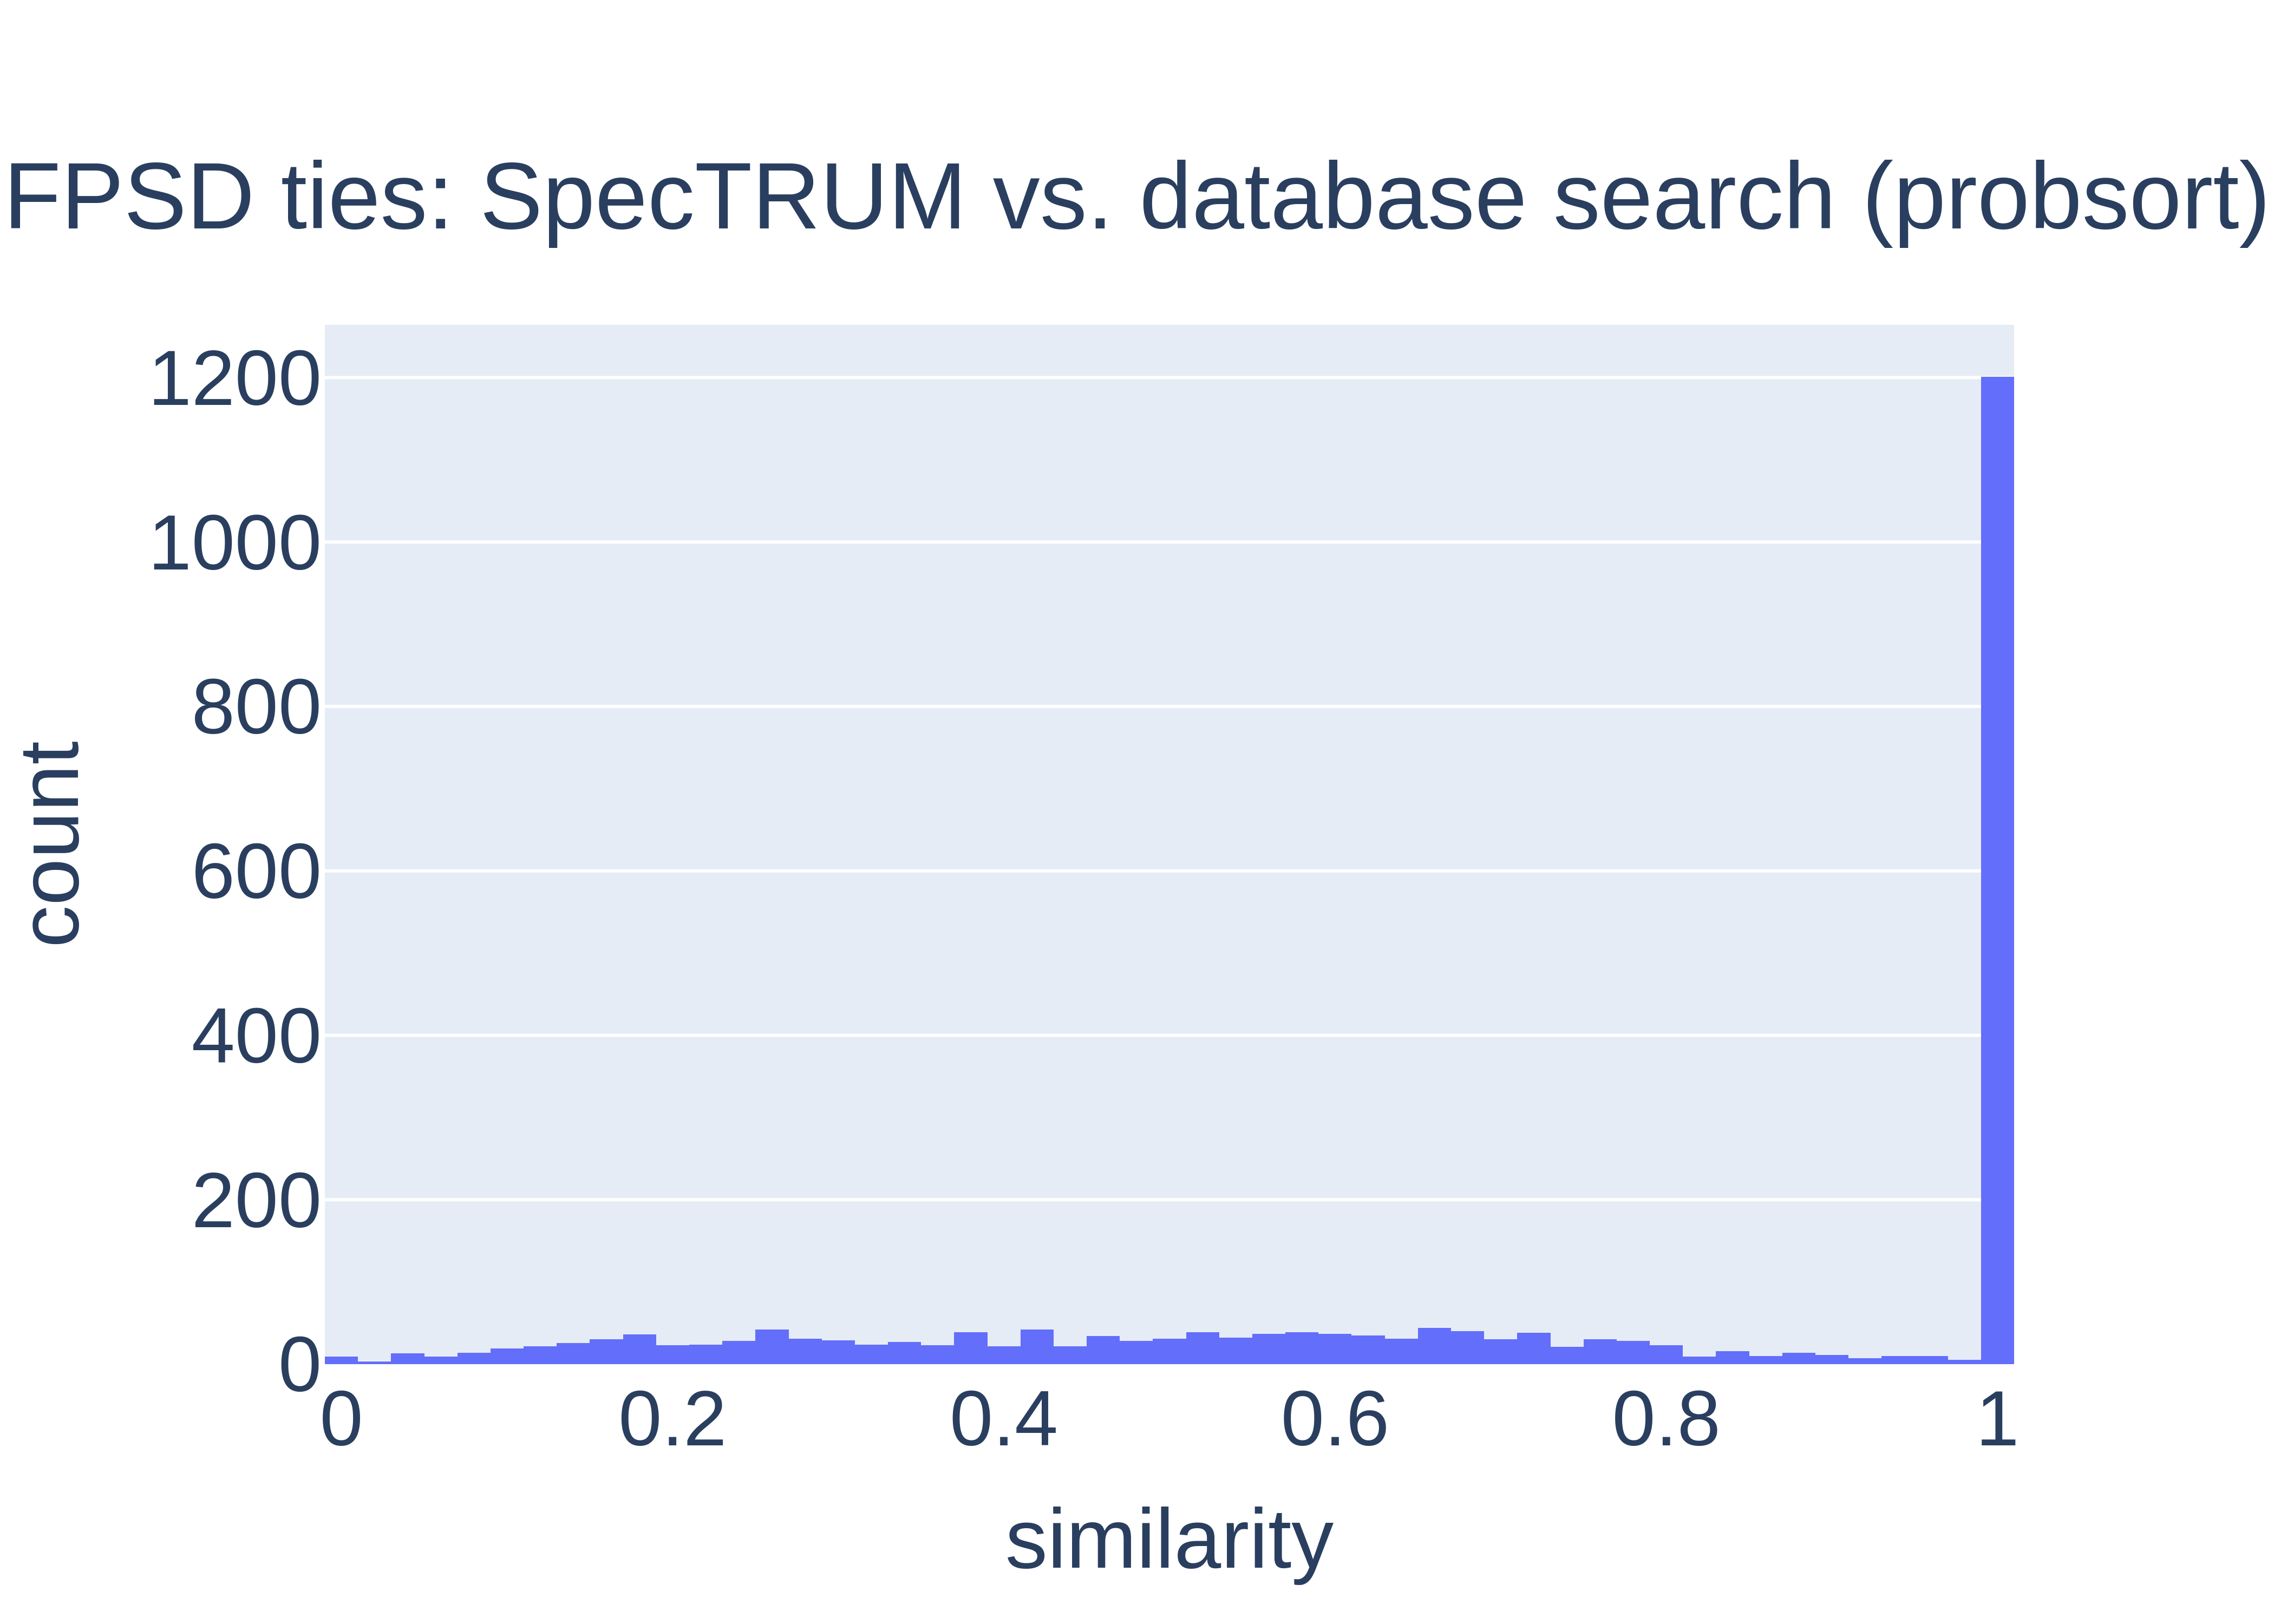 FPSD ties: SpecTRUM vs. database search (probsort)
1200
1000
800
600
400
200
0
count
0 0.2 0.4 0.6 0.8 1
similarity